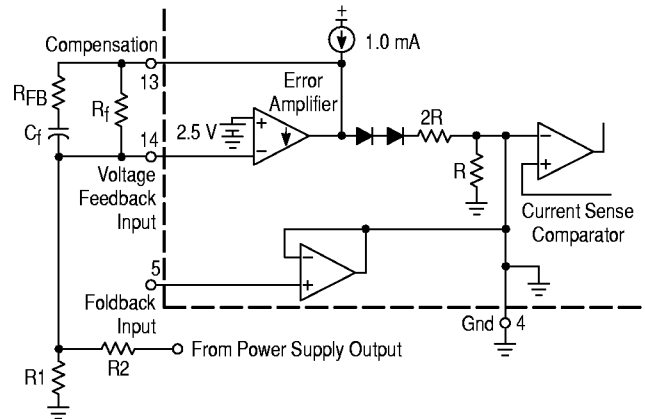 +
1.0 mA
Compensation
13
RFB
Rf
Cf
Error
Amplifier
2.5 V
+
−
14
Voltage
Feedback
Input
2R
R
−
+
Current Sense
Comparator
5
Foldback
Input
−
+
Gnd
4
R1
R2
From Power Supply Output